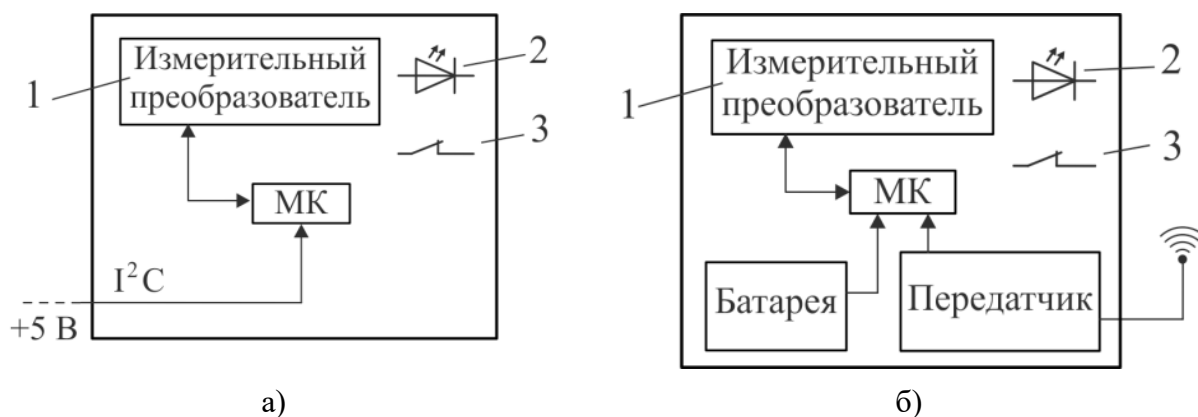 Измерительный
преобразователь
1
2
3
МК
I²C
+5 В
а)
Измерительный
преобразователь
1
2
3
МК
Батарея
Передатчик
б)